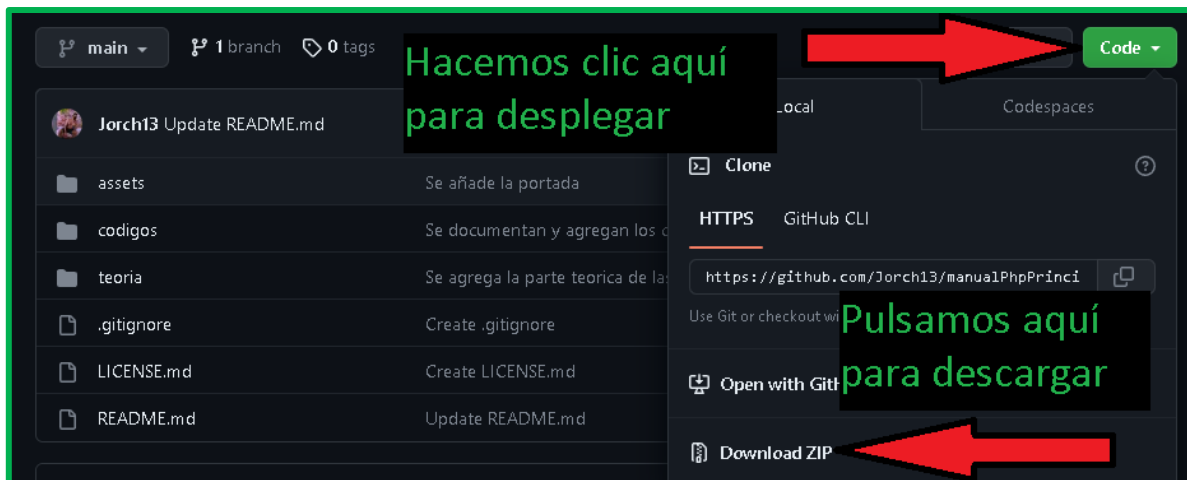 main
1 branch
0 tags
Code
Hacemos clic aquí
para desplegar
Local
Codespaces
Jorch13 Update README.md
Clone
assets
Se añade la portada
HTTPS
GitHub CLI
codigos
Se documentan y agregan los
https://github.com/Jorch13/manualPhpPrinci
teoria
Se agrega la parte teorica de
Use Git or checkout
.gitignore
Create .gitignore
Pulsamos aquí
para descargar
LICENSE.md
Create LICENSE.md
Open with
README.md
Update README.md
Download ZIP